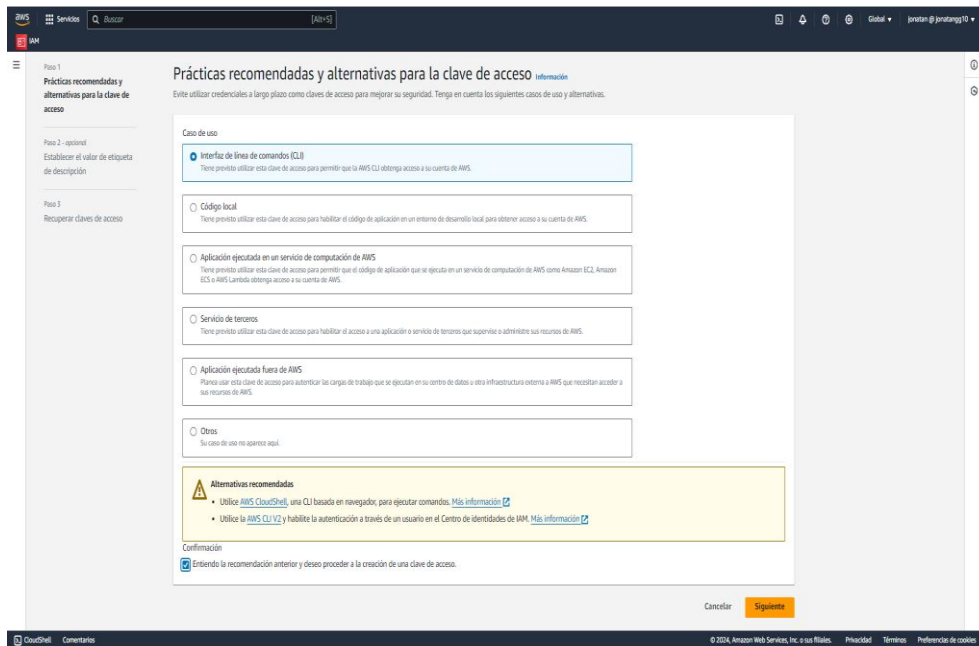 aws
Servicios
Buscar
[Alt+S]
Global
jonatan @ jonatangg10
IAM
Paso 1
Prácticas recomendadas y
alternativas para la clave de
acceso
Paso 2 - opcional
Establecer el valor de etiqueta
de descripción
Paso 3
Recuperar claves de acceso
Prácticas recomendadas y alternativas para la clave de acceso Información
Evite utilizar credenciales a largo plazo como claves de acceso para mejorar su seguridad. Tenga en cuenta los siguientes casos de uso y alternativas.
Caso de uso
Interfaz de línea de comandos (CLI)
Tiene previsto utilizar esta clave de acceso para permitir que la AWS CLI obtenga acceso a su cuenta de AWS.
Código local
Tiene previsto utilizar esta clave de acceso para habilitar el código de aplicación en un entorno de desarrollo local para obtener acceso a su cuenta de AWS.
Aplicación ejecutada en un servicio de computación de AWS
Tiene previsto utilizar esta clave de acceso para permitir que el código de aplicación que se ejecuta en un servicio de computación de AWS como Amazon EC2, Amazon
ECS o AWS Lambda obtenga acceso a su cuenta de AWS.
Servicio de terceros
Tiene previsto utilizar esta clave de acceso para habilitar el acceso a una aplicación o servicio de terceros que supervise o administre sus recursos de AWS.
Aplicación ejecutada fuera de AWS
Planea usar esta clave de acceso para autenticar las cargas de trabajo que se ejecutan en su centro de datos u otra infraestructura externa a AWS que necesitan acceder a
sus recursos de AWS.
Otros
Su caso de uso no aparece aquí.
Alternativas recomendadas
• Utilice AWS CloudShell, una CLI basada en navegador, para ejecutar comandos. Más información
• Utilice la AWS CLI V2 y habilite la autenticación a través de un usuario en el Centro de identidades de IAM. Más información
Confirmación
Entiendo la recomendación anterior y deseo proceder a la creación de una clave de acceso.
Cancelar
Siguiente
CloudShell
Comentarios
© 2024, Amazon Web Services, Inc. o sus filiales.
Privacidad
Términos
Preferencias de cookies